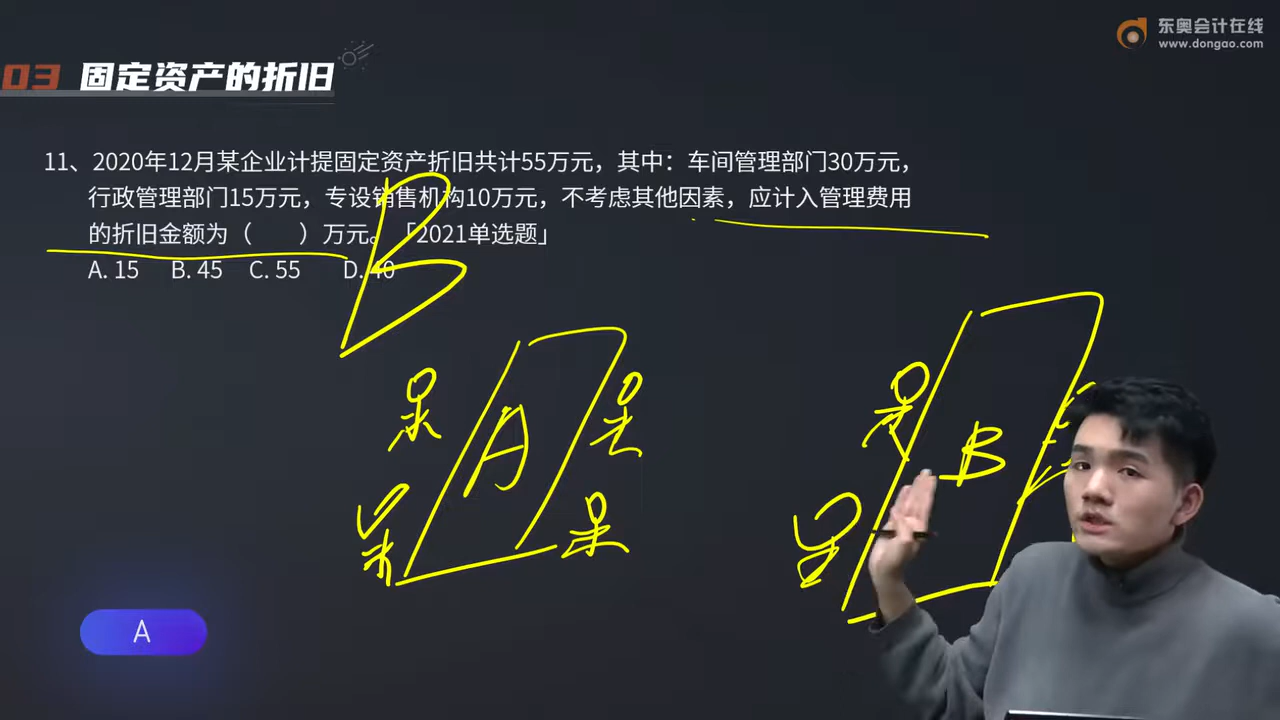 东奥会计在线
www.dongao.com
03 固定资产的折旧
11、2020年12月某企业计提固定资产折旧共计55万元，其中：车间管理部门30万元，
行政管理部门15万元，专设销售机构10万元，不考虑其他因素，应计入管理费用
的折旧金额为（　　）万元。「2021单选题」
A. 15 B. 45 C. 55 D. 40
B
A
B
A